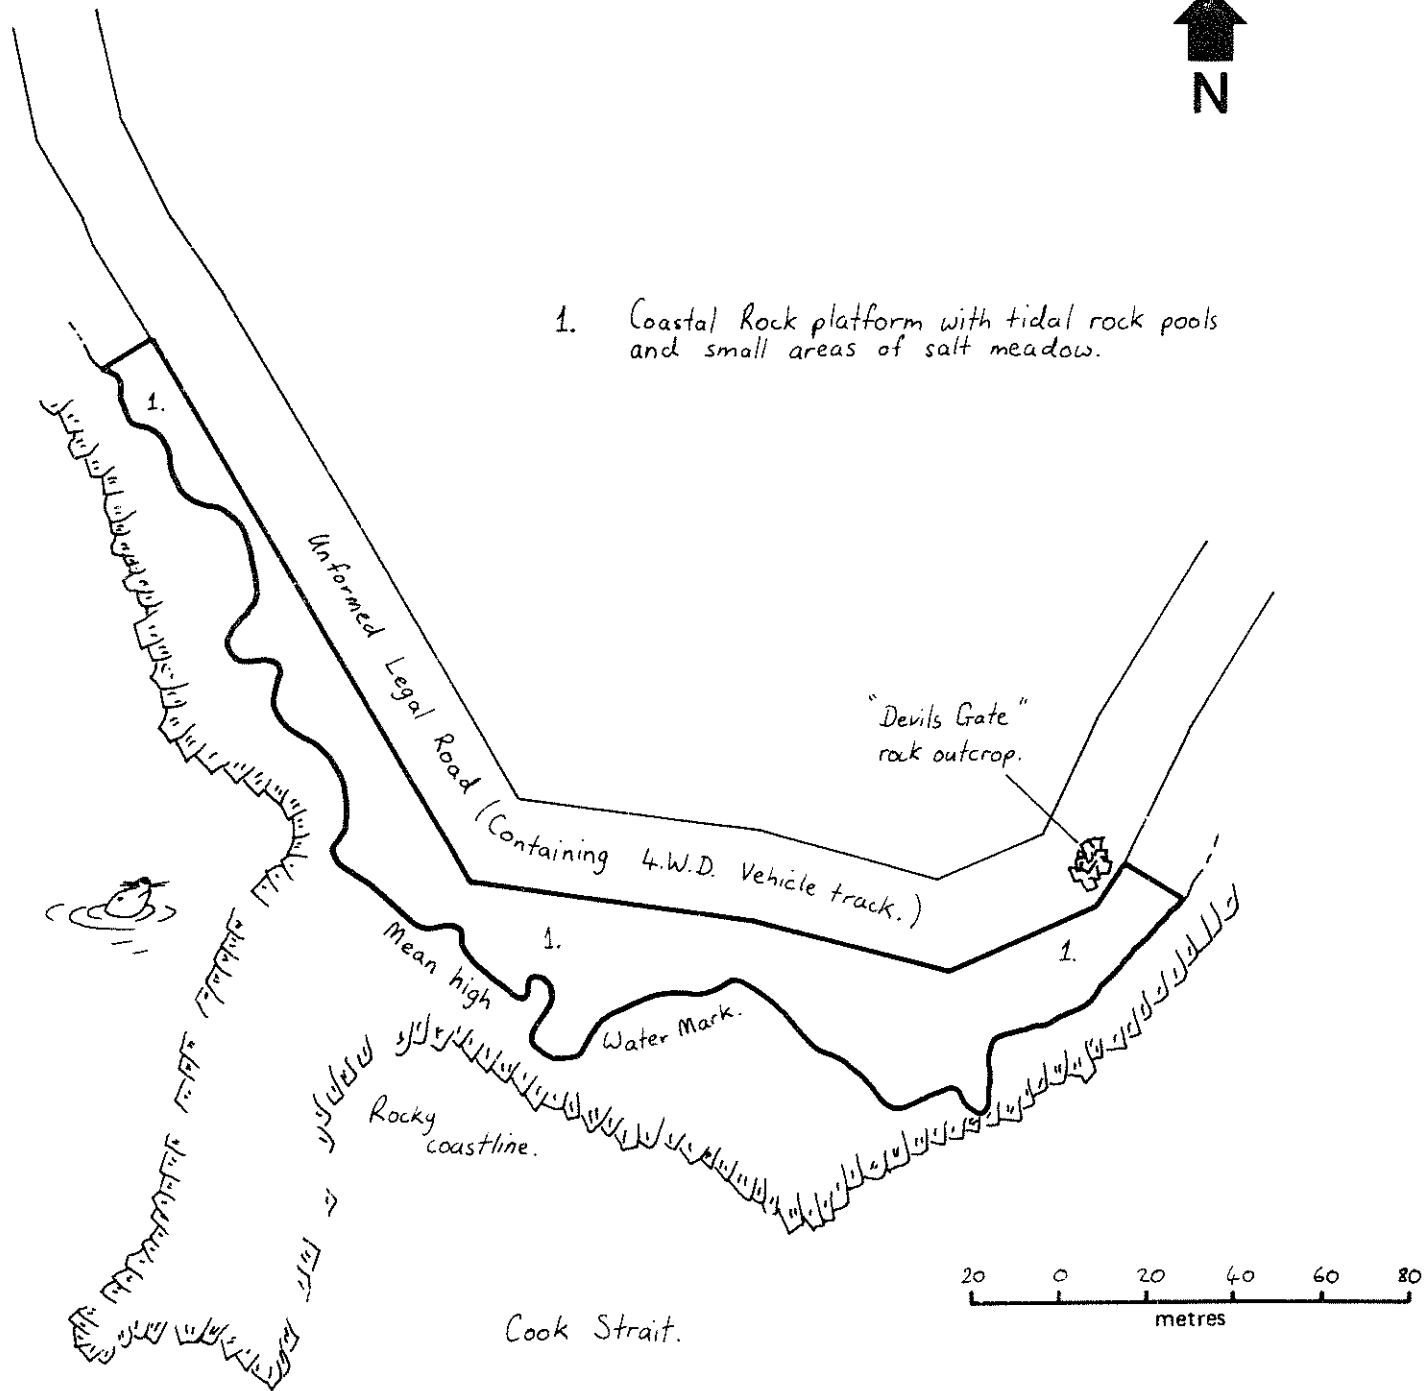 N
1. Coastal Rock platform with tidal rock pools
and small areas of salt meadow.
1.
Unformed Legal Road (Containing 4.W.D. Vehicle track.)
"Devils Gate"
rock outcrop.
1.
1.
Mean high Water Mark.
Rocky
coastline.
Cook Strait.
20 0 20 40 60 80
metres